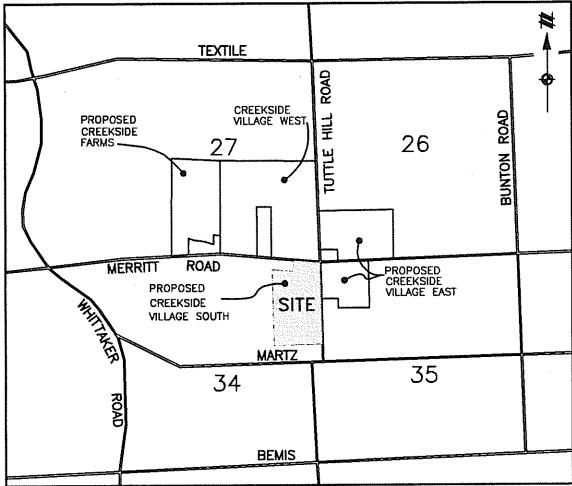 TEXTILE
PROPOSED
CREEKSIDE
FARMS
CREEKSIDE
VILLAGE WEST
27
TUTTLE HILL ROAD
26
BUNTON ROAD
N
MERRITT ROAD
PROPOSED
CREEKSIDE
VILLAGE SOUTH
SITE
PROPOSED
CREEKSIDE
VILLAGE EAST
WHITTAKER ROAD
MARTZ
34
35
BEMIS